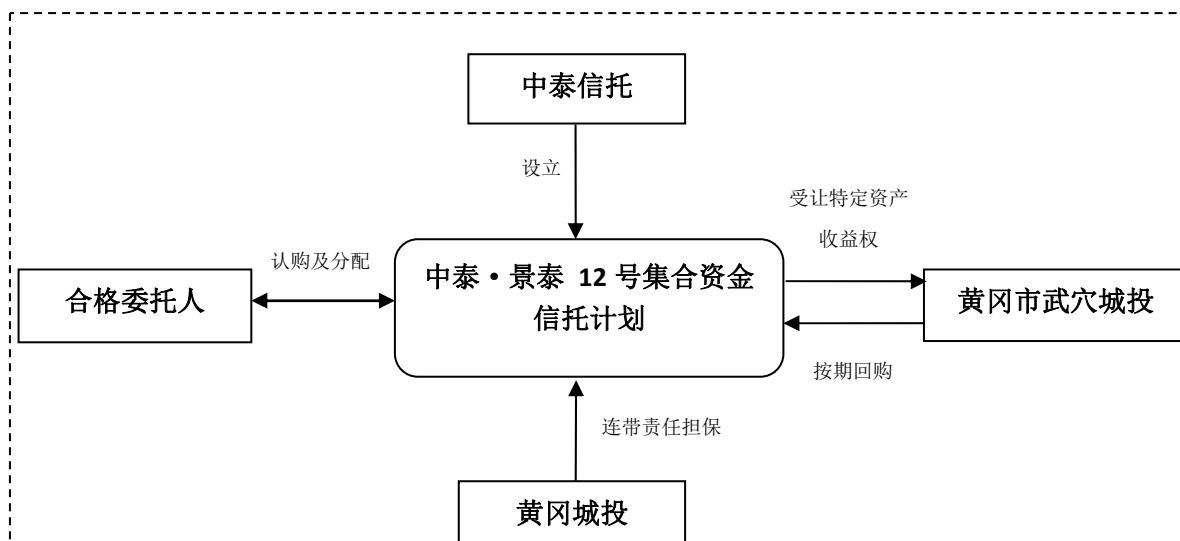 中泰信托
设立
受让特定资产
收益权
认购及分配
中泰·景泰 12 号集合资金
信托计划
合格委托人
黄冈市武穴城投
按期回购
连带责任担保
黄冈城投